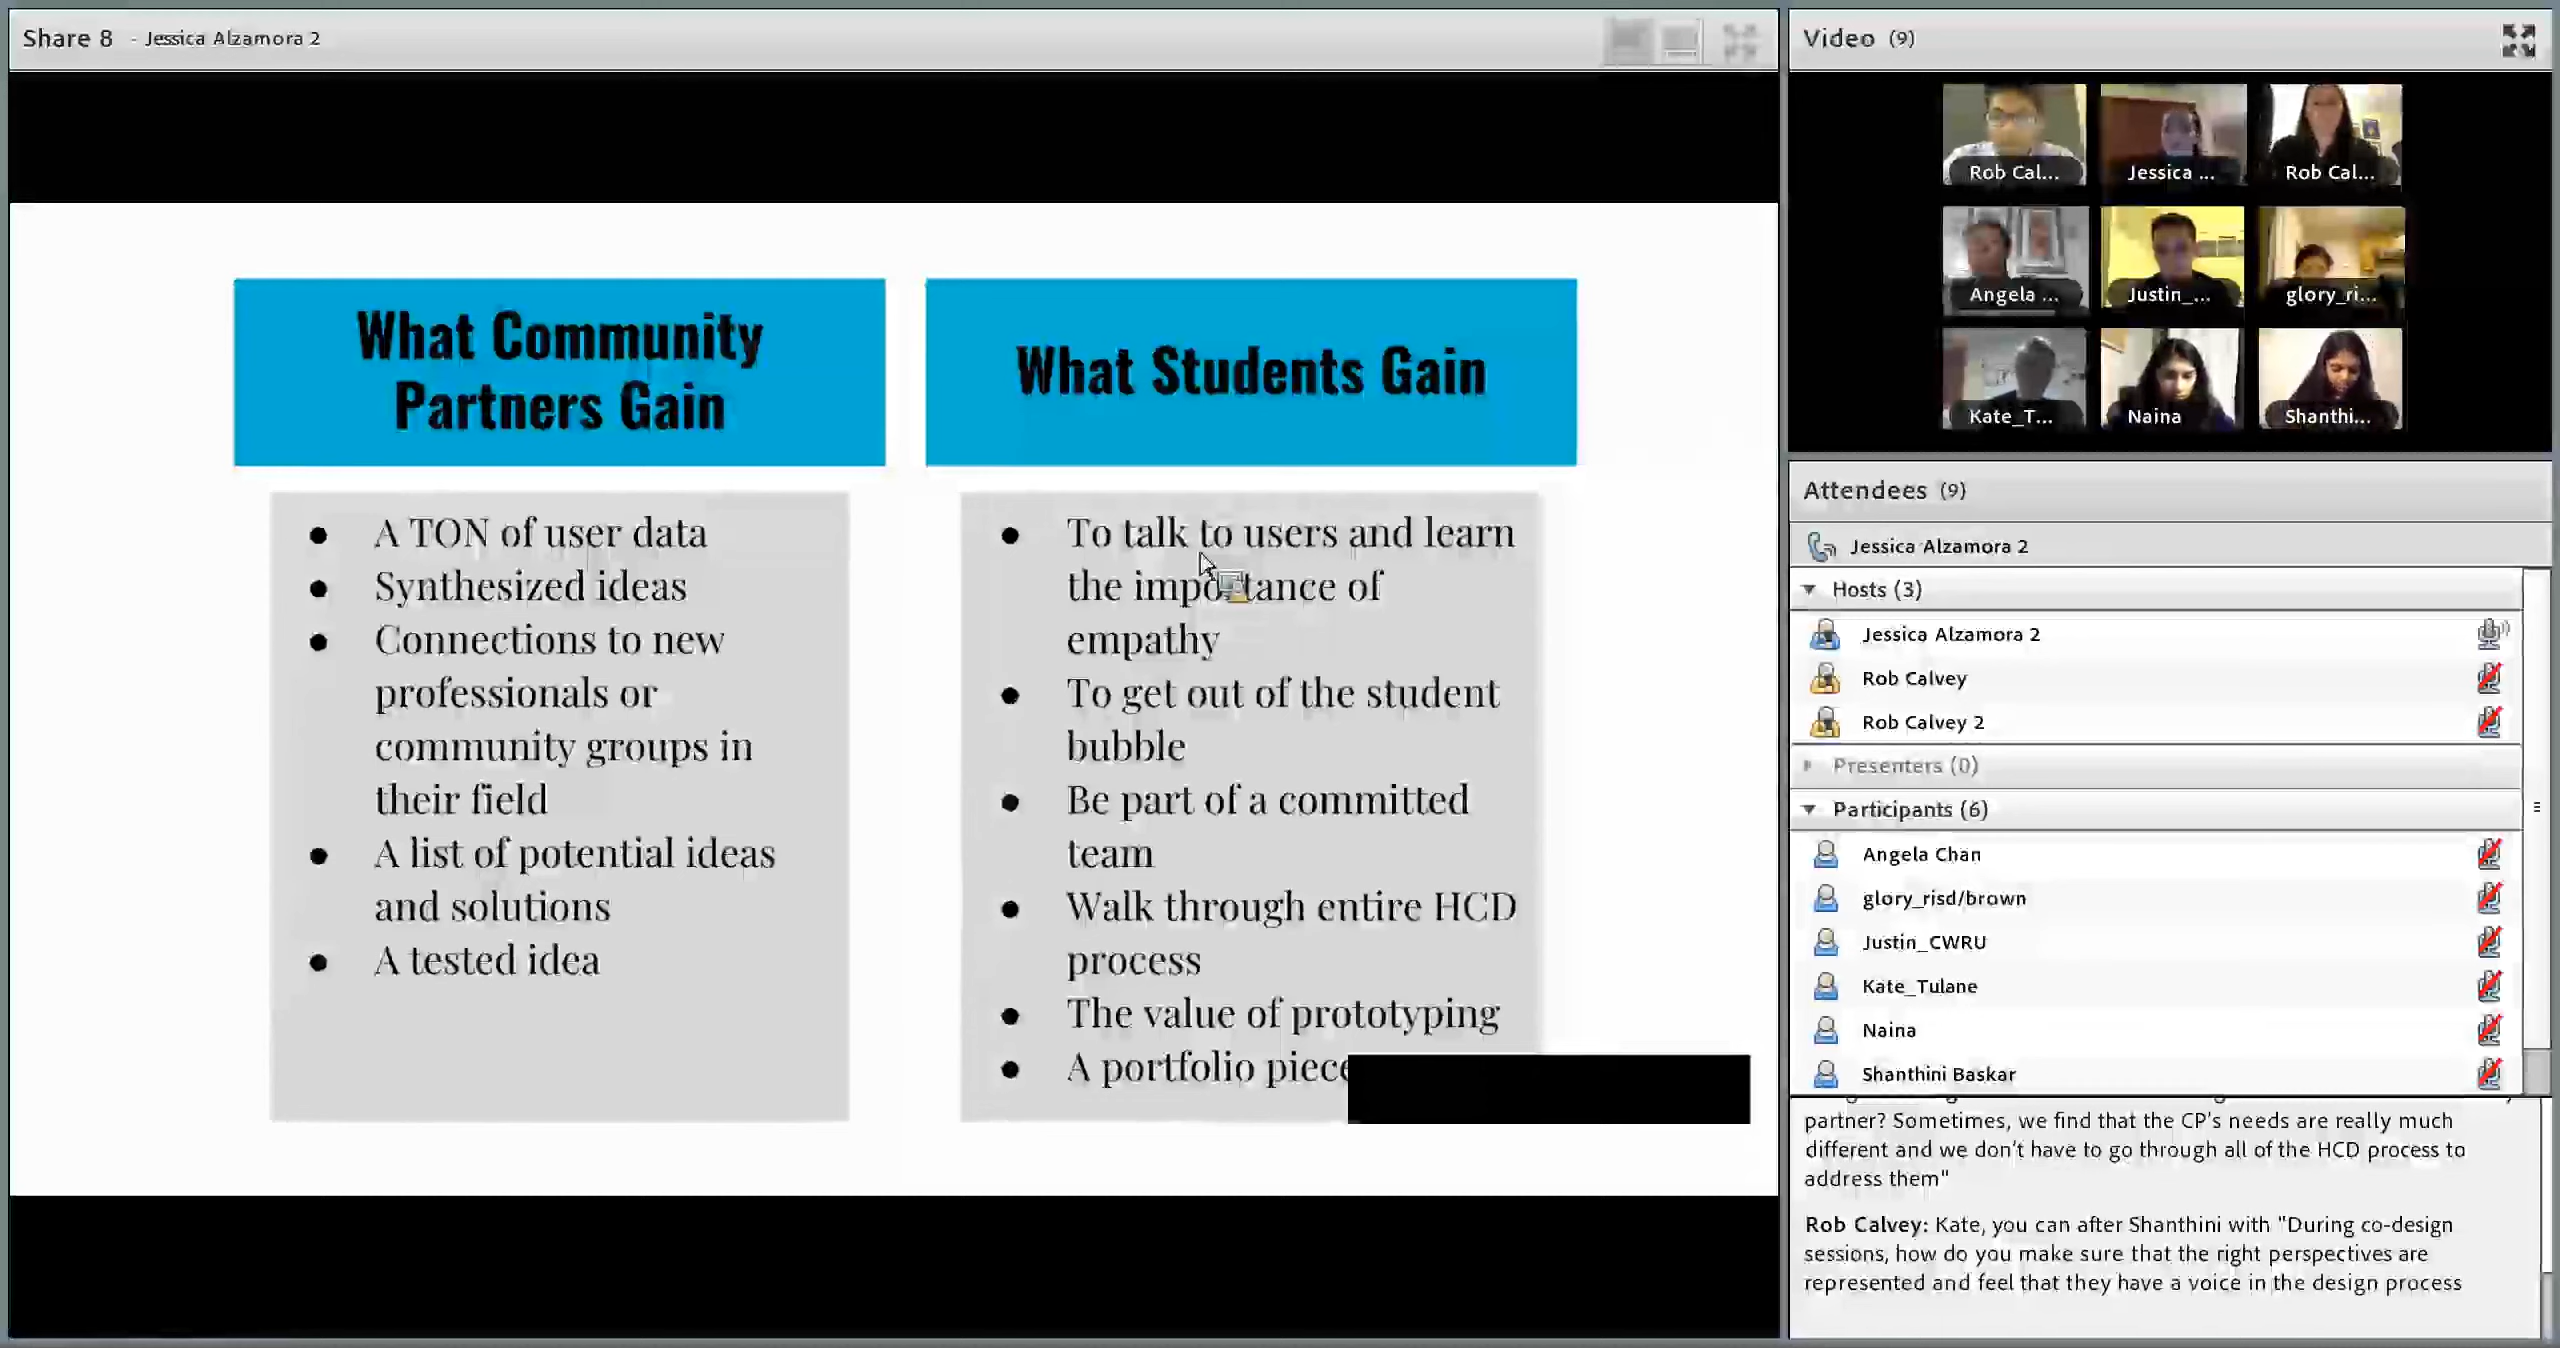 Share 8 - Jessica Alzamora 2
What Community
Partners Gain
● A TON of user data
● Synthesized ideas
● Connections to new
professionals or
community groups in
their field
● A list of potential ideas
and solutions
● A tested idea
What Students Gain
● To talk to users and learn
the importance of
empathy
● To get out of the student
bubble
● Be part of a committed
team
● Walk through entire HCD
process
● The value of prototyping
● A portfolio piece
Video (9)
Rob Cal...
Jessica ...
Rob Cal...
Angela ...
Justin_...
glory_ri...
Kate_T...
Naina
Shanthi...
Attendees (9)
Jessica Alzamora 2
Hosts (3)
Jessica Alzamora 2
Rob Calvey
Rob Calvey 2
Presenters (0)
Participants (6)
Angela Chan
glory_risd/brown
Justin_CWRU
Kate_Tulane
Naina
Shanthini Baskar
partner? Sometimes, we find that the CP's needs are really much
different and we don't have to go through all of the HCD process to
address them"
Rob Calvey: Kate, you can after Shanthini with "During co-design
sessions, how do you make sure that the right perspectives are
represented and feel that they have a voice in the design process